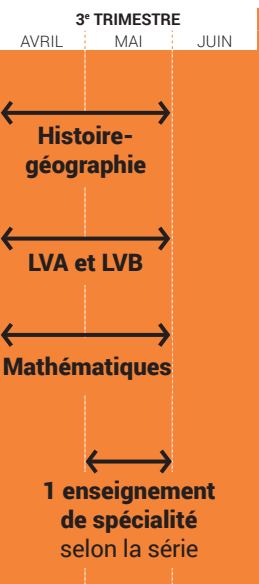 3e TRIMESTRE
AVRIL MAI JUIN
Histoire-
géographie
LVA et LVB
Mathématiques
1 enseignement
de spécialité
selon la série